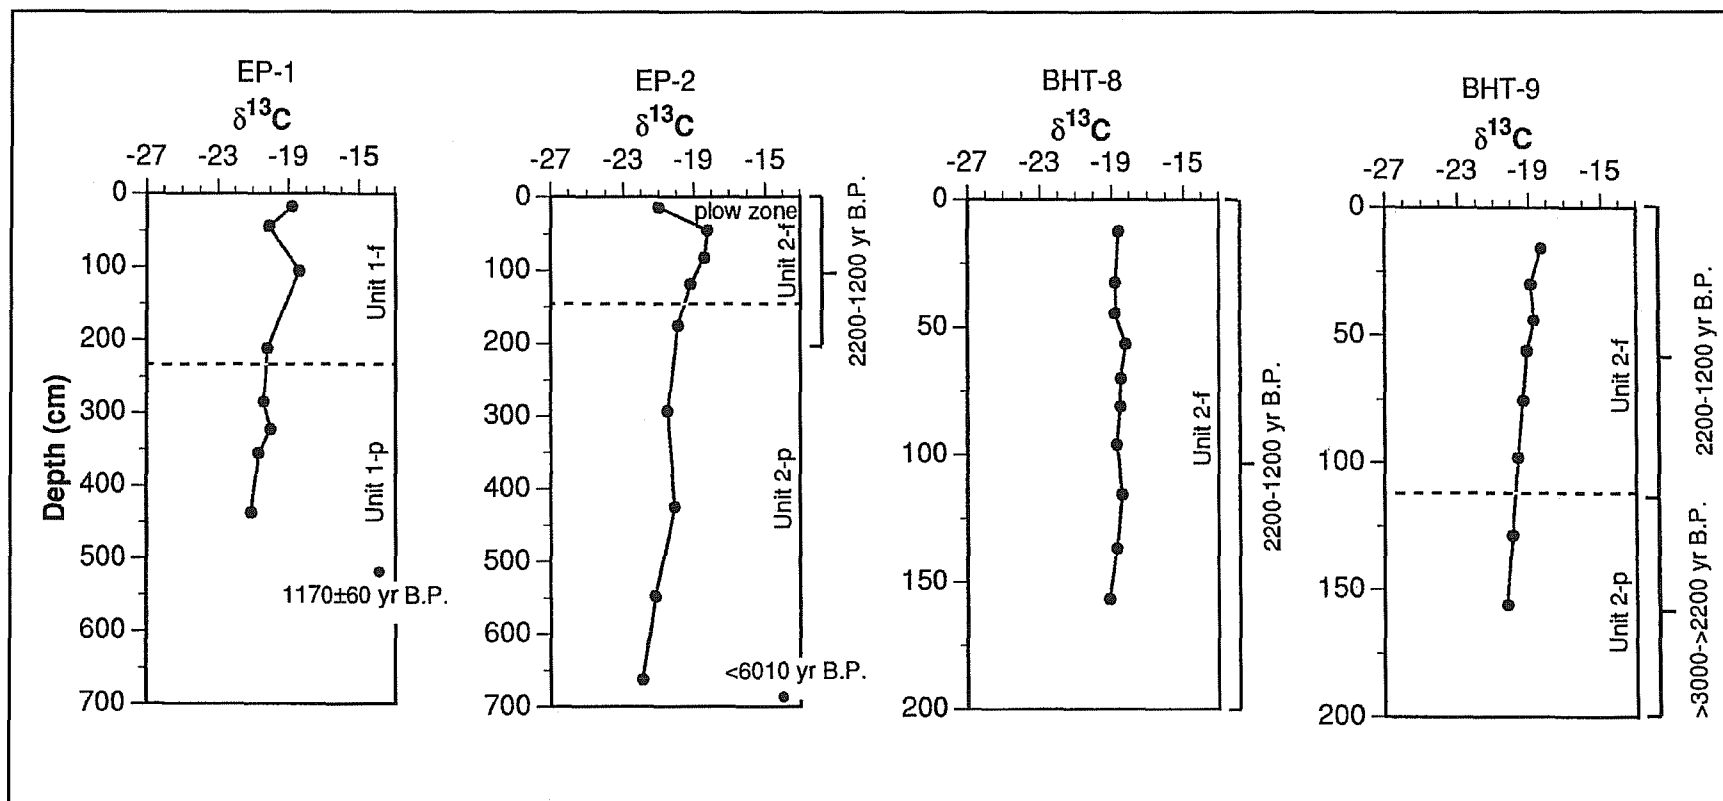 EP-1
δ13C
-27 -23 -19 -15
0
100
200
300
400
500
600
700
Depth (cm)
Unit 1-f
Unit 1-p
1170±60 yr B.P.
EP-2
δ13C
-27 -23 -19 -15
0
100
200
300
400
500
600
700
plow zone
Unit 2-f
Unit 2-p
2200-1200 yr B.P.
<6010 yr B.P.
BHT-8
δ13C
-27 -23 -19 -15
0
50
100
150
200
Unit 2-f
2200-1200 yr B.P.
BHT-9
δ13C
-27 -23 -19 -15
0
50
100
150
200
Unit 2-f
Unit 2-p
2200-1200 yr B.P.
>3000->2200 yr B.P.